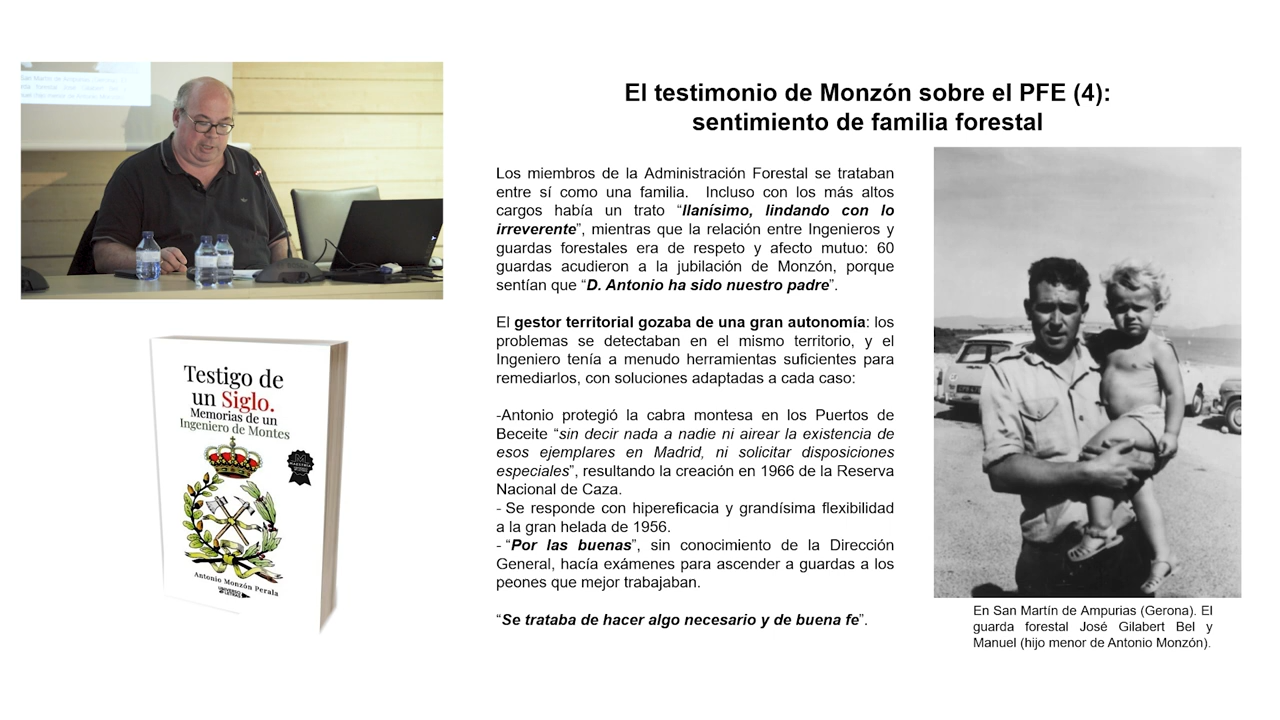 El testimonio de Monzón sobre el PFE (4):
sentimiento de familia forestal
Los miembros de la Administración Forestal se trataban
entre sí como una familia. Incluso con los más altos
cargos había un trato “llanísimo, lindando con lo
irreverente”, mientras que la relación entre Ingenieros y
guardas forestales era de respeto y afecto mutuo: 60
guardas acudieron a la jubilación de Monzón, porque
sentían que “D. Antonio ha sido nuestro padre”.
El gestor territorial gozaba de una gran autonomía: los
problemas se detectaban en el mismo territorio, y el
Ingeniero tenía a menudo herramientas suficientes para
remediarlos, con soluciones adaptadas a cada caso:
-Antonio protegió la cabra montesa en los Puertos de
Beceite “sin decir nada a nadie ni airear la existencia de
esos ejemplares en Madrid, ni solicitar disposiciones
especiales”, resultando la creación en 1966 de la Reserva
Nacional de Caza.
- Se responde con hipereficacia y grandísima flexibilidad
a la gran helada de 1956.
- “Por las buenas”, sin conocimiento de la Dirección
General, hacía exámenes para ascender a guardas a los
peones que mejor trabajaban.
“Se trataba de hacer algo necesario y de buena fe”.
En San Martín de Ampurias (Gerona). El
guarda forestal José Gilabert Bel y
Manuel (hijo menor de Antonio Monzón).
Testigo de
un Siglo.
Memorias de un
Ingeniero de Montes
Antonio Monzón Perala
UNIVERSO
DE LETRAS